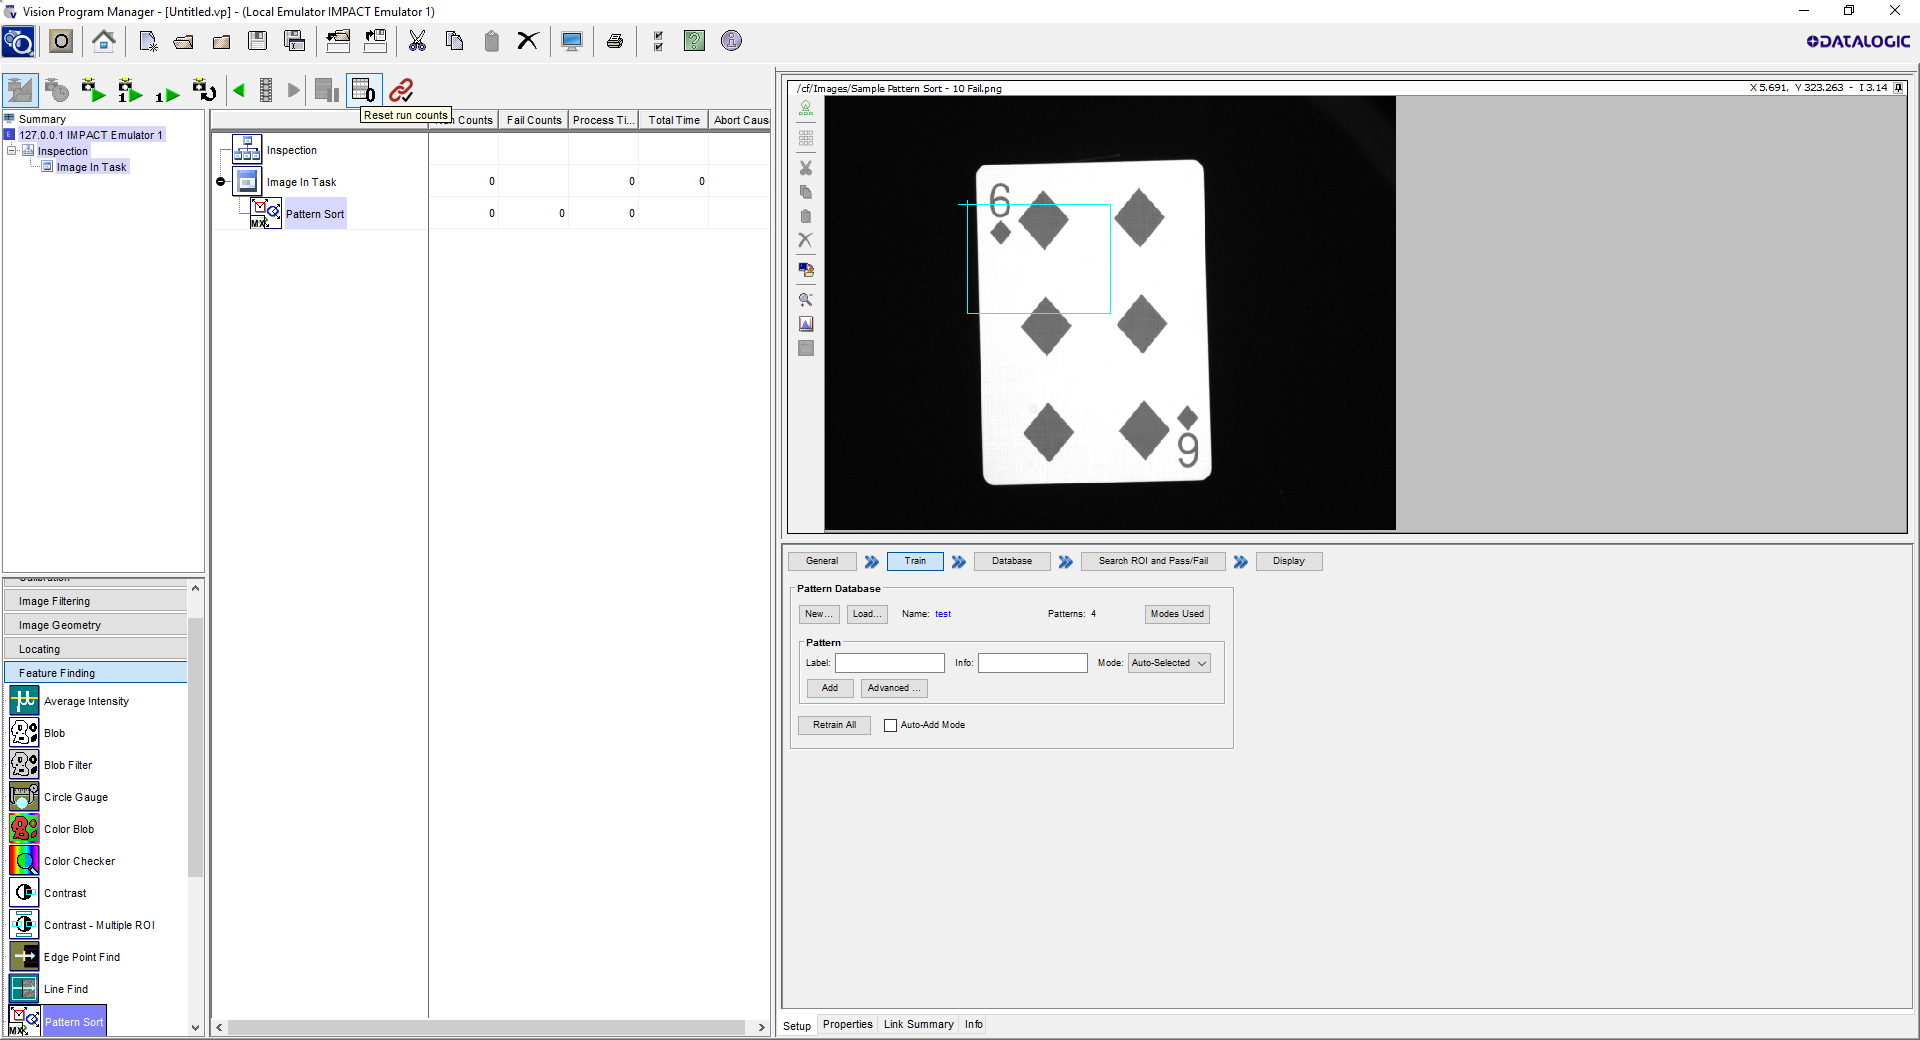 Vision Program Manager - [Untitled.vp] - (Local Emulator IMPACT Emulator 1)
DATALOGIC
Reset run counts
Counts Fail Counts Process Ti... Total Time Abort Caus
Summary
127.0.0.1 IMPACT Emulator 1
Inspection
Image In Task
Inspection
Image In Task 0 0 0
Pattern Sort 0 0 0
Image Filtering
Image Geometry
Locating
Feature Finding
Average Intensity
Blob
Blob Filter
Circle Gauge
Color Blob
Color Checker
Contrast
Contrast - Multiple ROI
Edge Point Find
Line Find
Pattern Sort
/cf/Images/Sample Pattern Sort - 10 Fail.png X 5.691, Y 323.263 - I 3.14
6
6
General Train Database Search ROI and Pass/Fail Display
Pattern Database
New... Load... Name: test Patterns: 4 Modes Used
Pattern
Label: Info: Mode: Auto-Selected
Add Advanced ...
Retrain All Auto-Add Mode
Setup Properties Link Summary Info